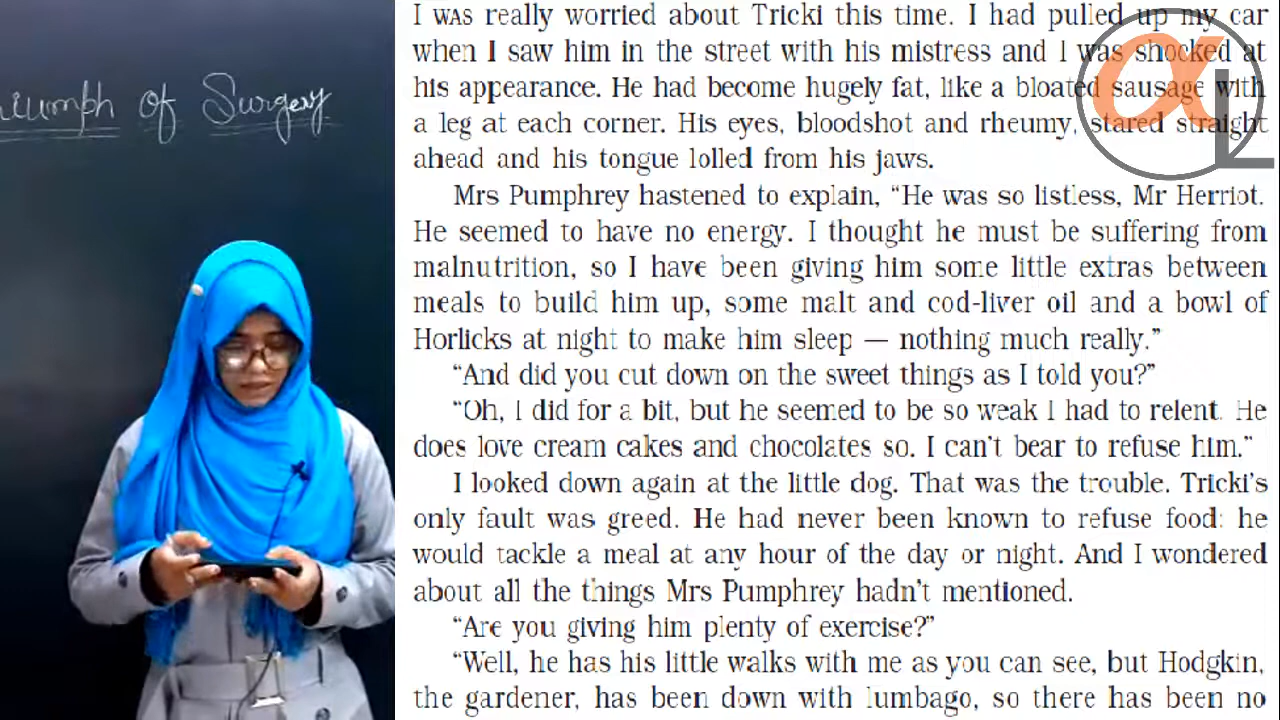 of Surgery
I WAS really worried about Tricki this time. I had pulled up my car
when I saw him in the street with his mistress and I was shocked at
his appearance. He had become hugely fat, like a bloated sausage with
a leg at each corner. His eyes, bloodshot and rheumy, stared straight
ahead and his tongue lolled from his jaws.
Mrs Pumphrey hastened to explain, “He was so listless, Mr Herriot.
He seemed to have no energy. I thought he must be suffering from
malnutrition, so I have been giving him some little extras between
meals to build him up, some malt and cod-liver oil and a bowl of
Horlicks at night to make him sleep — nothing much really.”
“And did you cut down on the sweet things as I told you?”
“Oh, I did for a bit, but he seemed to be so weak I had to relent. He
does love cream cakes and chocolates so. I can’t bear to refuse him.”
I looked down again at the little dog. That was the trouble. Tricki’s
only fault was greed. He had never been known to refuse food: he
would tackle a meal at any hour of the day or night. And I wondered
about all the things Mrs Pumphrey hadn’t mentioned.
“Are you giving him plenty of exercise?”
“Well, he has his little walks with me as you can see, but Hodgkin,
the gardener, has been down with lumbago, so there has been no